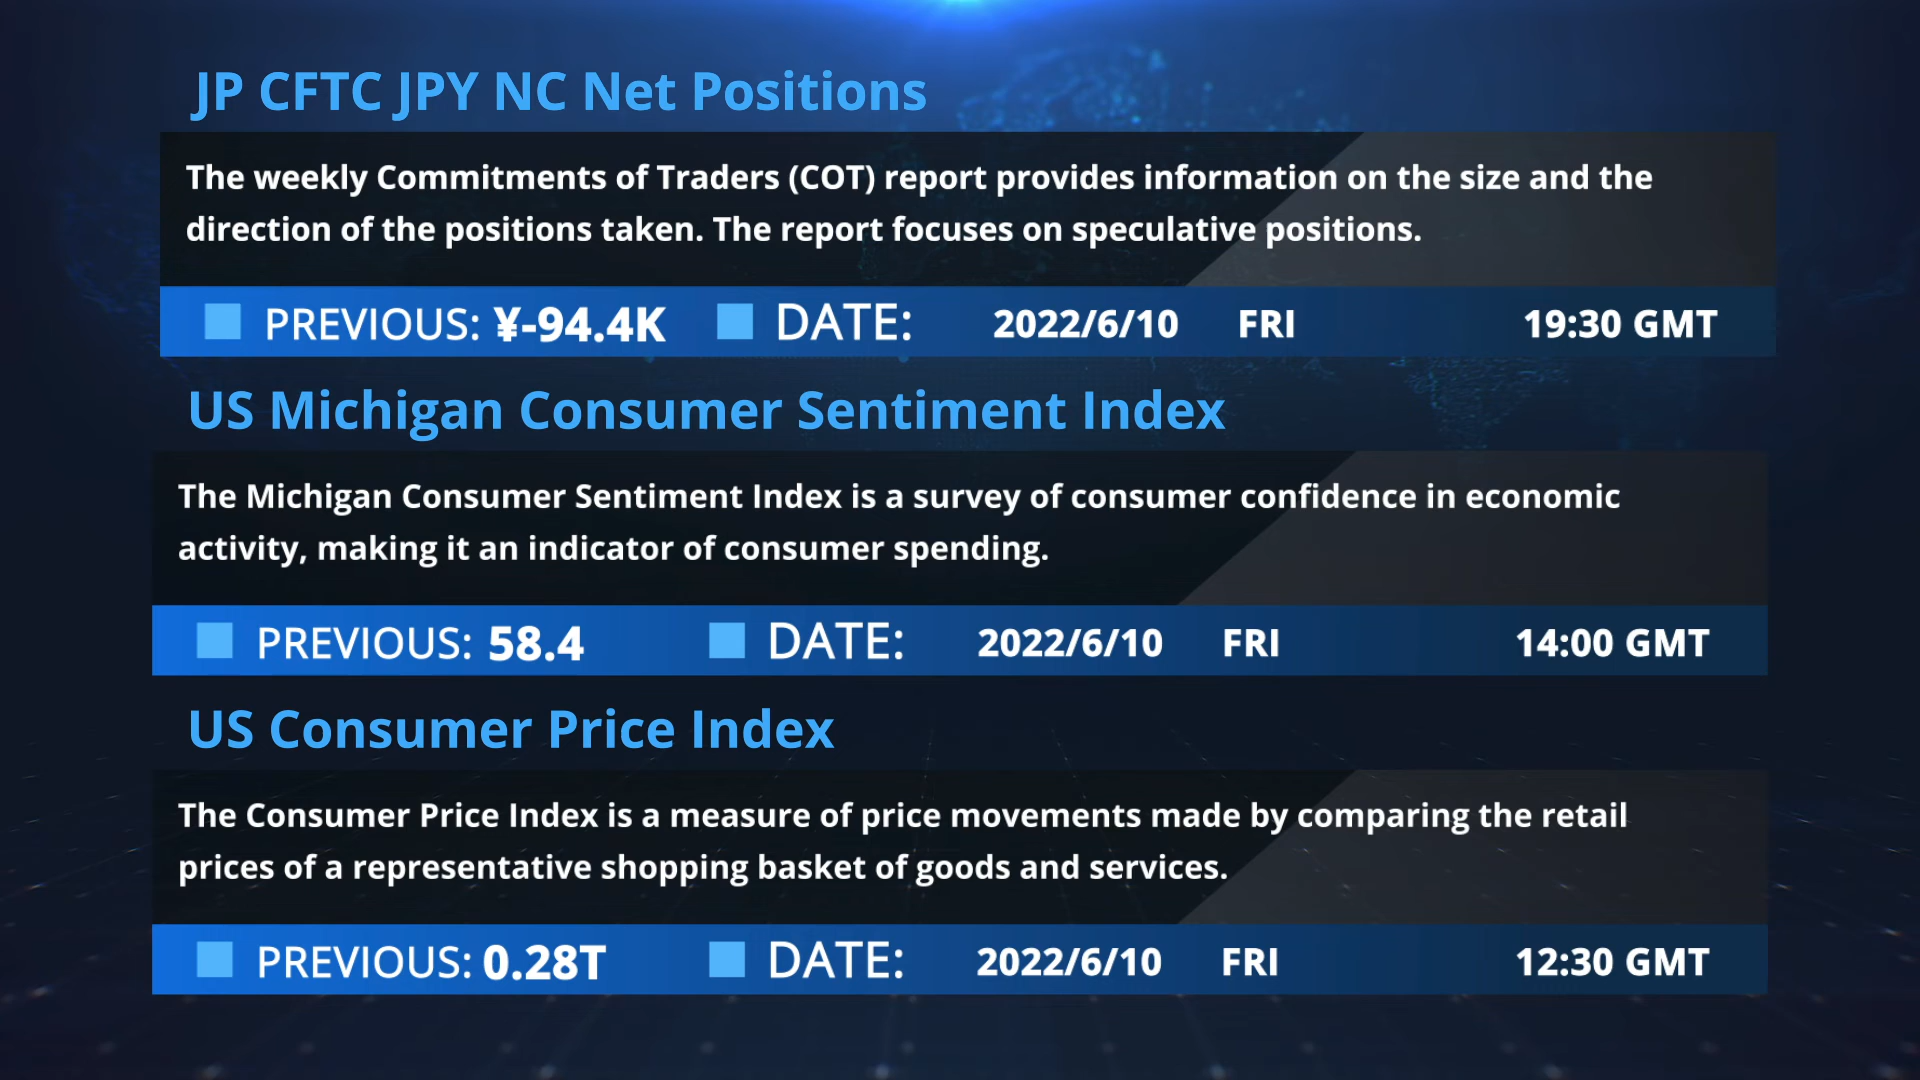 JP CFTC JPY NC Net Positions
The weekly Commitments of Traders (COT) report provides information on the size and the
direction of the positions taken. The report focuses on speculative positions.
PREVIOUS: ¥-94.4K DATE: 2022/6/10 FRI 19:30 GMT
US Michigan Consumer Sentiment Index
The Michigan Consumer Sentiment Index is a survey of consumer confidence in economic
activity, making it an indicator of consumer spending.
PREVIOUS: 58.4 DATE: 2022/6/10 FRI 14:00 GMT
US Consumer Price Index
The Consumer Price Index is a measure of price movements made by comparing the retail
prices of a representative shopping basket of goods and services.
PREVIOUS: 0.28T DATE: 2022/6/10 FRI 12:30 GMT